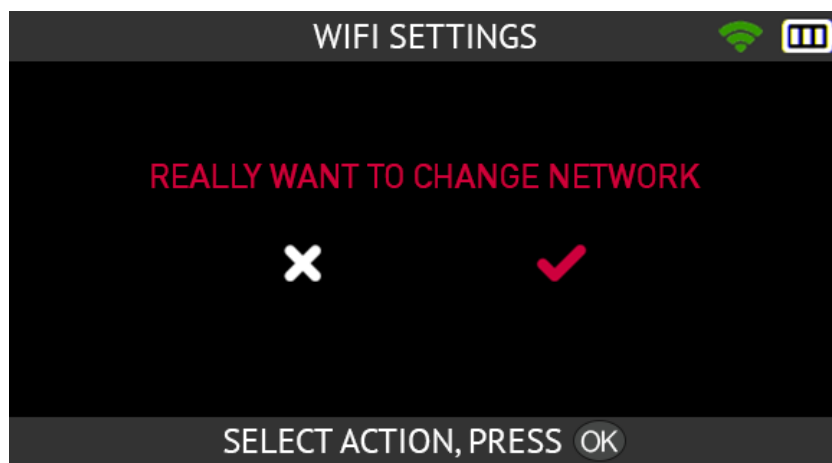 WIFI SETTINGS
REALLY WANT TO CHANGE NETWORK
SELECT ACTION, PRESS OK